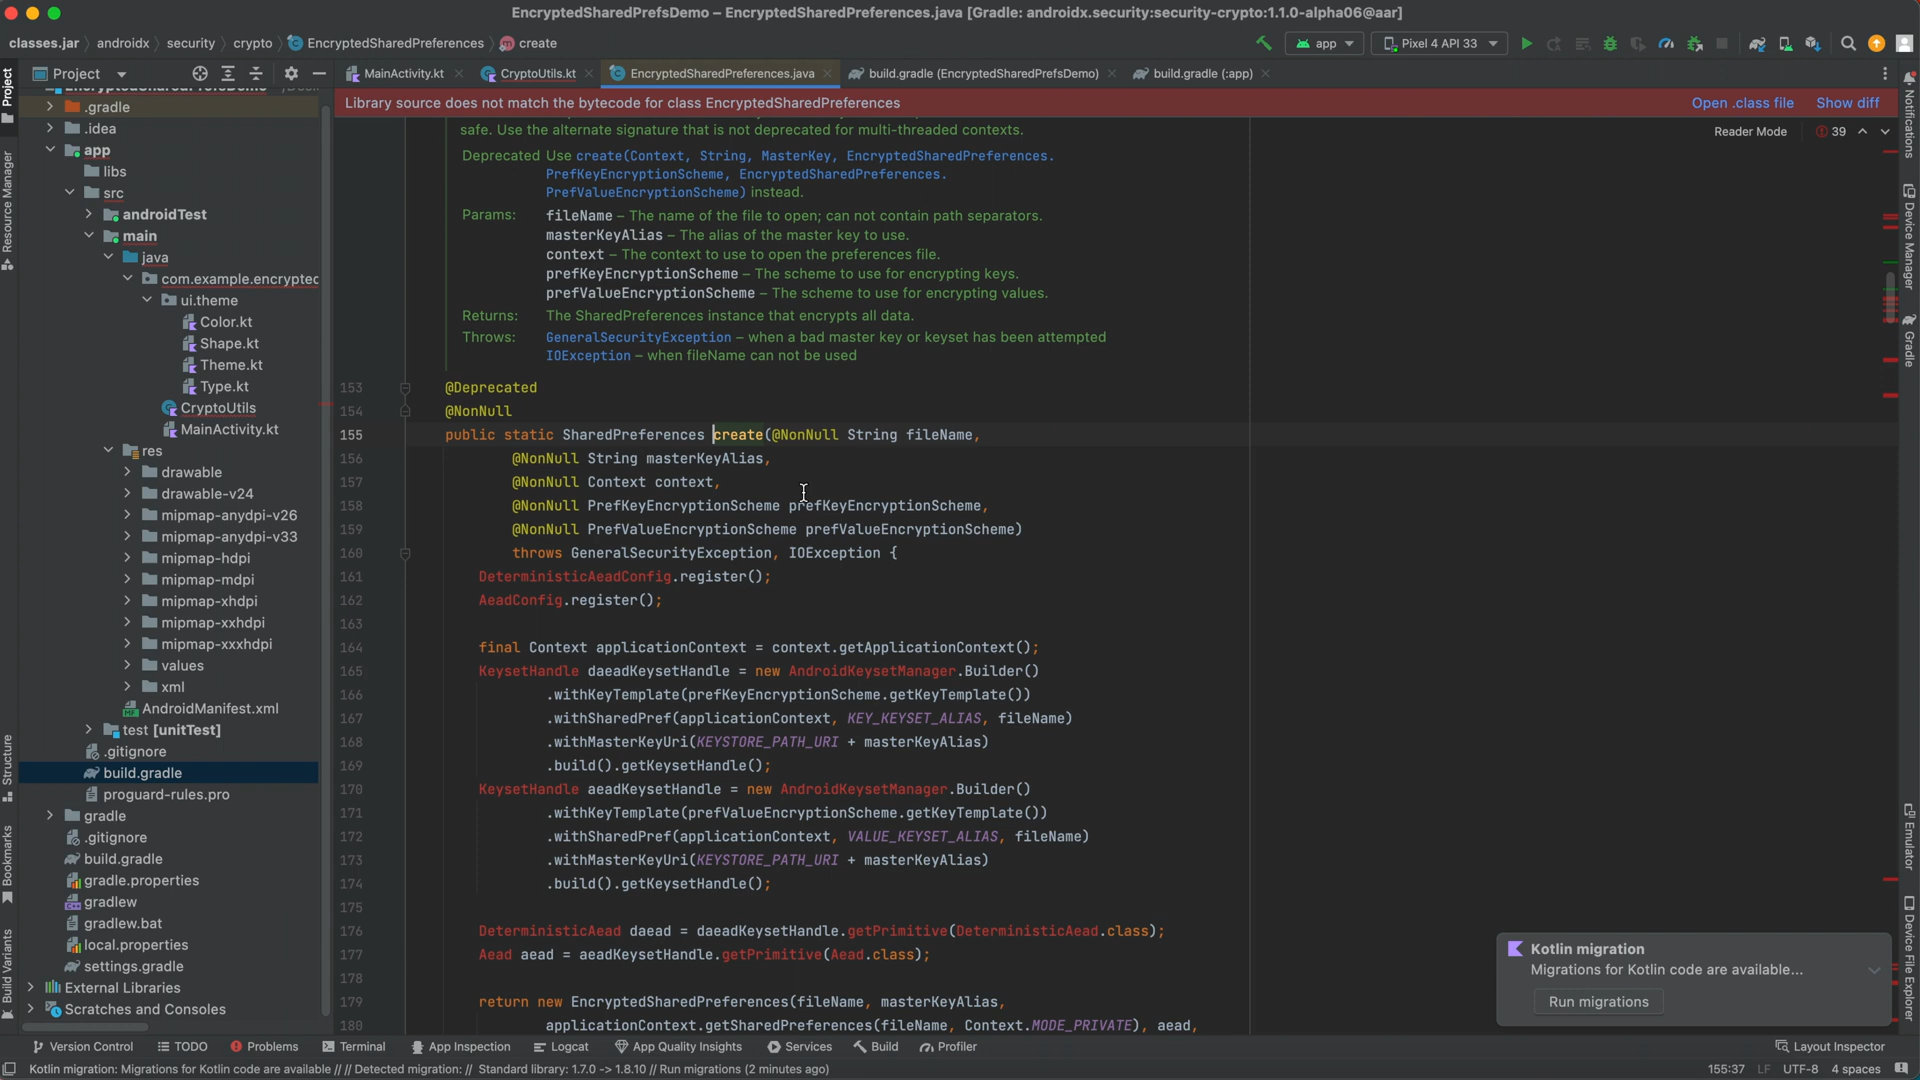 EncryptedSharedPrefsDemo – EncryptedSharedPreferences.java [Gradle: androidx.security:security-crypto:1.1.0-alpha06@aar]
classes.jar androidx security crypto EncryptedSharedPreferences create
app Pixel 4 API 33
Project
MainActivity.kt CryptoUtils.kt EncryptedSharedPreferences.java build.gradle (EncryptedSharedPrefsDemo) build.gradle (:app)
Library source does not match the bytecode for class EncryptedSharedPreferences Open .class file Show diff
Reader Mode 39
Project
Resource Manager
Structure
Bookmarks
Build Variants
.gradle
.idea
app
libs
src
androidTest
main
java
com.example.encryptec
ui.theme
Color.kt
Shape.kt
Theme.kt
Type.kt
CryptoUtils
MainActivity.kt
res
drawable
drawable-v24
mipmap-anydpi-v26
mipmap-anydpi-v33
mipmap-hdpi
mipmap-mdpi
mipmap-xhdpi
mipmap-xxhdpi
mipmap-xxxhdpi
values
xml
AndroidManifest.xml
test [unitTest]
.gitignore
build.gradle
proguard-rules.pro
gradle
.gitignore
build.gradle
gradle.properties
gradlew
gradlew.bat
local.properties
settings.gradle
External Libraries
Scratches and Consoles
safe. Use the alternate signature that is not deprecated for multi-threaded contexts.
Deprecated Use create(Context, String, MasterKey, EncryptedSharedPreferences.
PrefKeyEncryptionScheme, EncryptedSharedPreferences.
PrefValueEncryptionScheme) instead.
Params: fileName – The name of the file to open; can not contain path separators.
masterKeyAlias – The alias of the master key to use.
context – The context to use to open the preferences file.
prefKeyEncryptionScheme – The scheme to use for encrypting keys.
prefValueEncryptionScheme – The scheme to use for encrypting values.
Returns: The SharedPreferences instance that encrypts all data.
Throws: GeneralSecurityException – when a bad master key or keyset has been attempted
IOException – when fileName can not be used
153 @Deprecated
154 @NonNull
155 public static SharedPreferences create(@NonNull String fileName,
156 @NonNull String masterKeyAlias,
157 @NonNull Context context,
158 @NonNull PrefKeyEncryptionScheme prefKeyEncryptionScheme,
159 @NonNull PrefValueEncryptionScheme prefValueEncryptionScheme)
160 throws GeneralSecurityException, IOException {
161 DeterministicAeadConfig.register();
162 AeadConfig.register();
163
164 final Context applicationContext = context.getApplicationContext();
165 KeysetHandle daeadKeysetHandle = new AndroidKeysetManager.Builder()
166 .withKeyTemplate(prefKeyEncryptionScheme.getKeyTemplate())
167 .withSharedPref(applicationContext, KEY_KEYSET_ALIAS, fileName)
168 .withMasterKeyUri(KEYSTORE_PATH_URI + masterKeyAlias)
169 .build().getKeysetHandle();
170 KeysetHandle aeadKeysetHandle = new AndroidKeysetManager.Builder()
171 .withKeyTemplate(prefValueEncryptionScheme.getKeyTemplate())
172 .withSharedPref(applicationContext, VALUE_KEYSET_ALIAS, fileName)
173 .withMasterKeyUri(KEYSTORE_PATH_URI + masterKeyAlias)
174 .build().getKeysetHandle();
175
176 DeterministicAead daead = daeadKeysetHandle.getPrimitive(DeterministicAead.class);
177 Aead aead = aeadKeysetHandle.getPrimitive(Aead.class);
178
179 return new EncryptedSharedPreferences(fileName, masterKeyAlias,
180 applicationContext.getSharedPreferences(fileName, Context.MODE_PRIVATE), aead,
Notifications
Device Manager
Gradle
Emulator
Device File Explorer
Kotlin migration
Migrations for Kotlin code are available...
Run migrations
Version Control TODO Problems Terminal App Inspection Logcat App Quality Insights Services Build Profiler Layout Inspector
Kotlin migration: Migrations for Kotlin code are available // // Detected migration: // Standard library: 1.7.0 -> 1.8.10 // Run migrations (2 minutes ago) 155:37 LF UTF-8 4 spaces